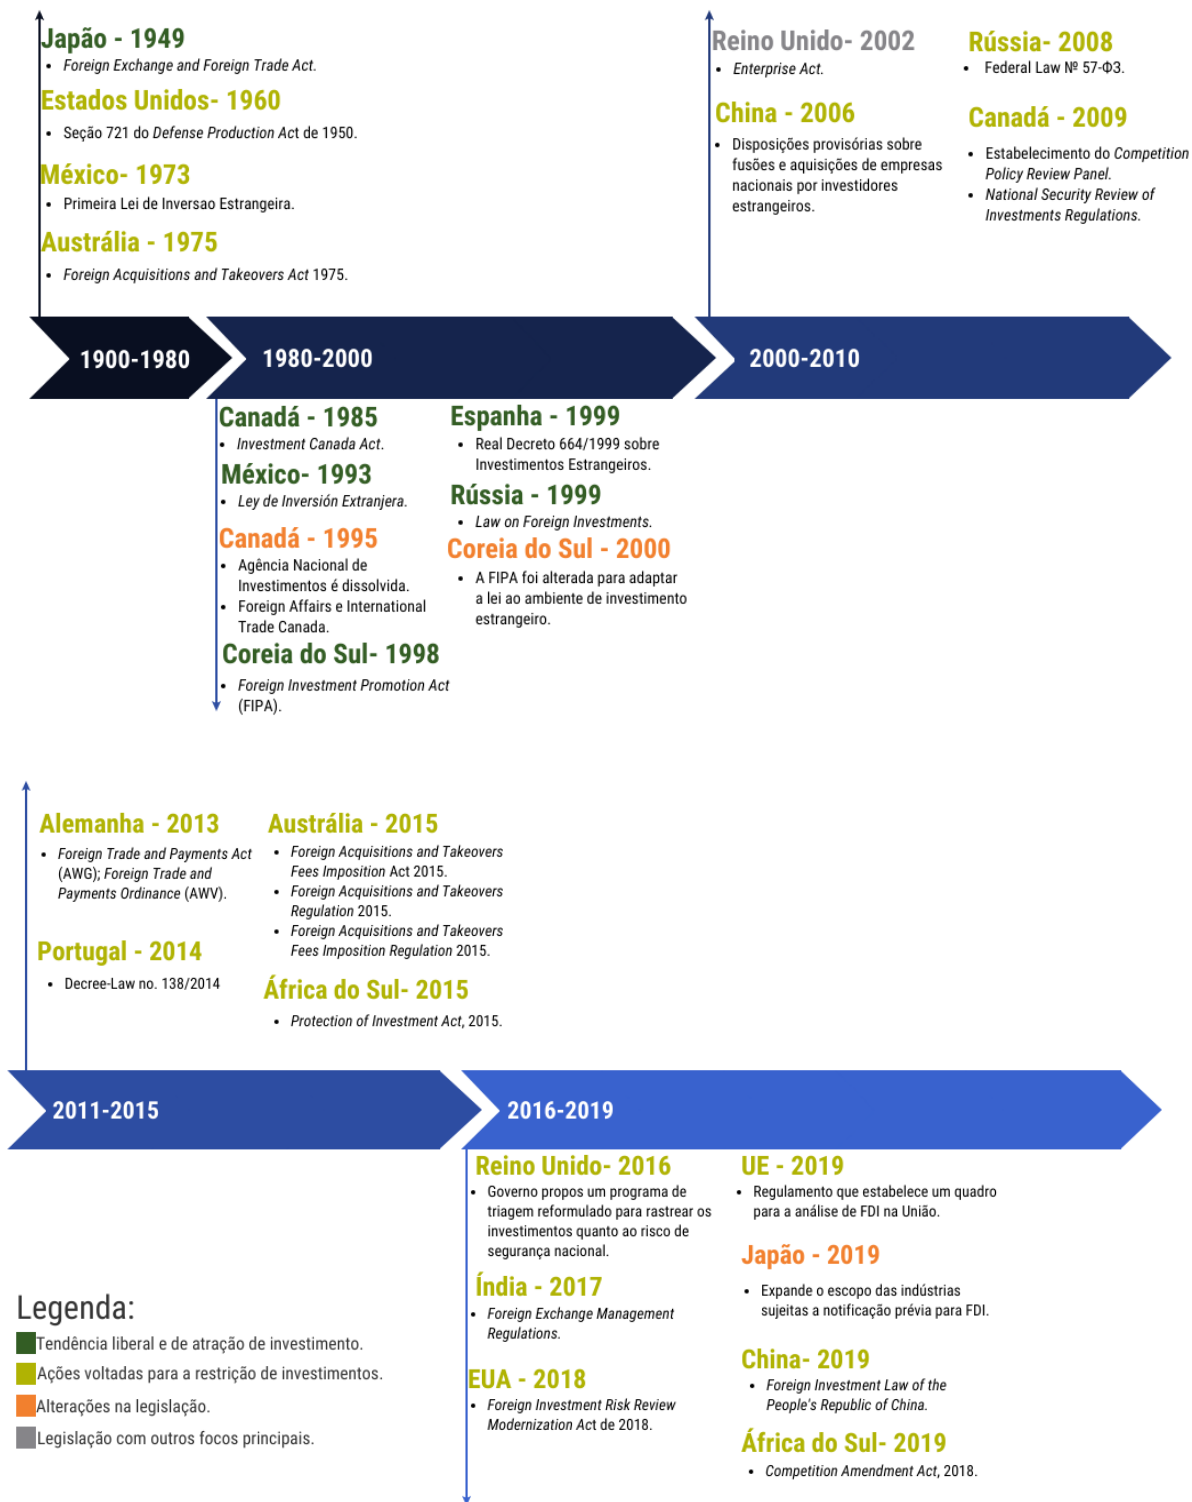 Japão - 1949
• Foreign Exchange and Foreign Trade Act.
Estados Unidos- 1960
• Seção 721 do Defense Production Act de 1950.
México- 1973
• Primeira Lei de Inversao Estrangeira.
Austrália - 1975
• Foreign Acquisitions and Takeovers Act 1975.
Reino Unido- 2002
• Enterprise Act.
China - 2006
• Disposições provisórias sobre
fusões e aquisições de empresas
nacionais por investidores
estrangeiros.
Rússia- 2008
• Federal Law Nº 57-ФЗ.
Canadá - 2009
• Estabelecimento do Competition
Policy Review Panel.
• National Security Review of
Investments Regulations.
1900-1980
1980-2000
2000-2010
Canadá - 1985
• Investment Canada Act.
México- 1993
• Ley de Inversión Extranjera.
Canadá - 1995
• Agência Nacional de
Investimentos é dissolvida.
• Foreign Affairs e International
Trade Canada.
Coreia do Sul- 1998
• Foreign Investment Promotion Act
(FIPA).
Espanha - 1999
• Real Decreto 664/1999 sobre
Investimentos Estrangeiros.
Rússia - 1999
• Law on Foreign Investments.
Coreia do Sul - 2000
• A FIPA foi alterada para adaptar
a lei ao ambiente de investimento
estrangeiro.
Alemanha - 2013
• Foreign Trade and Payments Act
(AWG); Foreign Trade and
Payments Ordinance (AWV).
Portugal - 2014
• Decree-Law no. 138/2014
Austrália - 2015
• Foreign Acquisitions and Takeovers
Fees Imposition Act 2015.
• Foreign Acquisitions and Takeovers
Regulation 2015.
• Foreign Acquisitions and Takeovers
Fees Imposition Regulation 2015.
África do Sul- 2015
• Protection of Investment Act, 2015.
2011-2015
2016-2019
Reino Unido- 2016
• Governo propos um programa de
triagem reformulado para rastrear os
investimentos quanto ao risco de
segurança nacional.
Índia - 2017
• Foreign Exchange Management
Regulations.
EUA - 2018
• Foreign Investment Risk Review
Modernization Act de 2018.
UE - 2019
• Regulamento que estabelece um quadro
para a análise de FDI na União.
Japão - 2019
• Expande o escopo das indústrias
sujeitas a notificação prévia para FDI.
China- 2019
• Foreign Investment Law of the
People's Republic of China.
África do Sul- 2019
• Competition Amendment Act, 2018.
Legenda:
Tendência liberal e de atração de investimento.
Ações voltadas para a restrição de investimentos.
Alterações na legislação.
Legislação com outros focos principais.